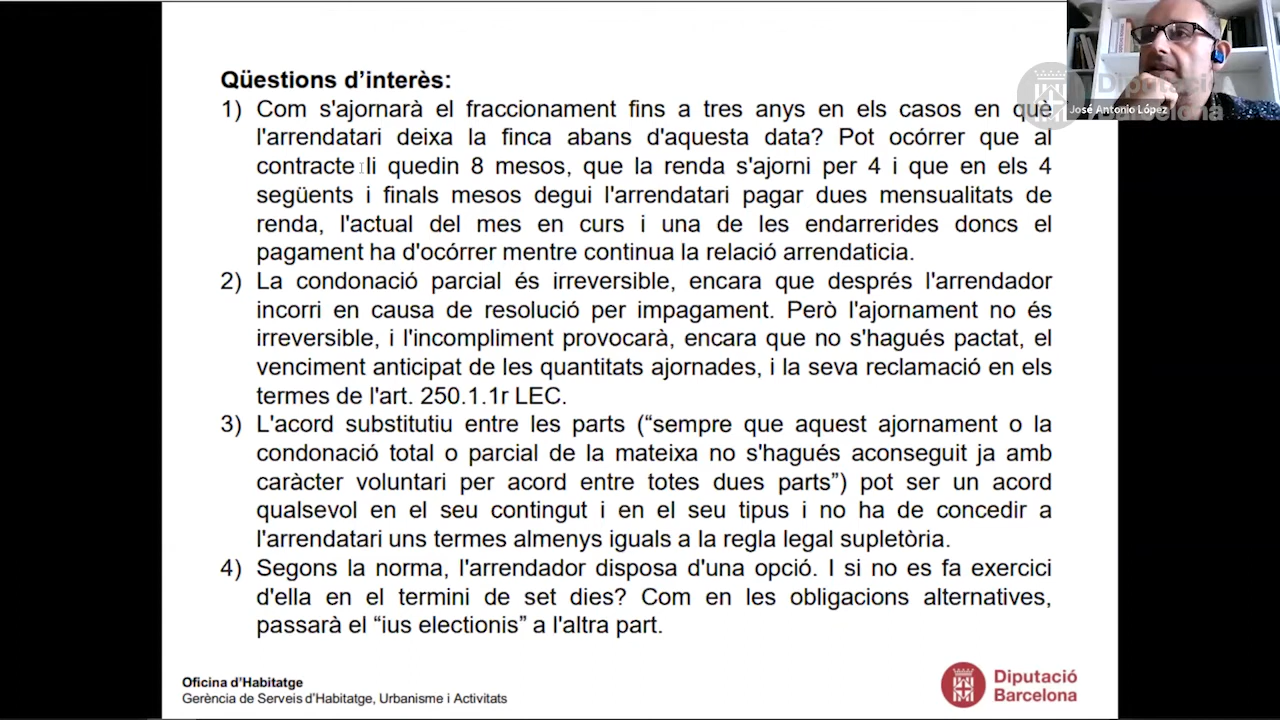 Qüestions d'interès:
1) Com s'ajornarà el fraccionament fins a tres anys en els casos en què
l'arrendatari deixa la finca abans d'aquesta data? Pot ocórrer que al
contracte li quedin 8 mesos, que la renda s'ajorni per 4 i que en els 4
següents i finals mesos degui l'arrendatari pagar dues mensualitats de
renda, l'actual del mes en curs i una de les endarrerides doncs el
pagament ha d'ocórrer mentre continua la relació arrendaticia.
2) La condonació parcial és irreversible, encara que després l'arrendador
incorri en causa de resolució per impagament. Però l'ajornament no és
irreversible, i l'incompliment provocarà, encara que no s'hagués pactat, el
venciment anticipat de les quantitats ajornades, i la seva reclamació en els
termes de l'art. 250.1.1r LEC.
3) L'acord substitutiu entre les parts (“sempre que aquest ajornament o la
condonació total o parcial de la mateixa no s'hagués aconseguit ja amb
caràcter voluntari per acord entre totes dues parts”) pot ser un acord
qualsevol en el seu contingut i en el seu tipus i no ha de concedir a
l'arrendatari uns termes almenys iguals a la regla legal supletòria.
4) Segons la norma, l'arrendador disposa d'una opció. I si no es fa exercici
d'ella en el termini de set dies? Com en les obligacions alternatives,
passarà el “ius electionis” a l'altra part.
Oficina d'Habitatge
Gerència de Serveis d'Habitatge, Urbanisme i Activitats
Diputació
Barcelona
Diputació
Barcelona
José Antonio López